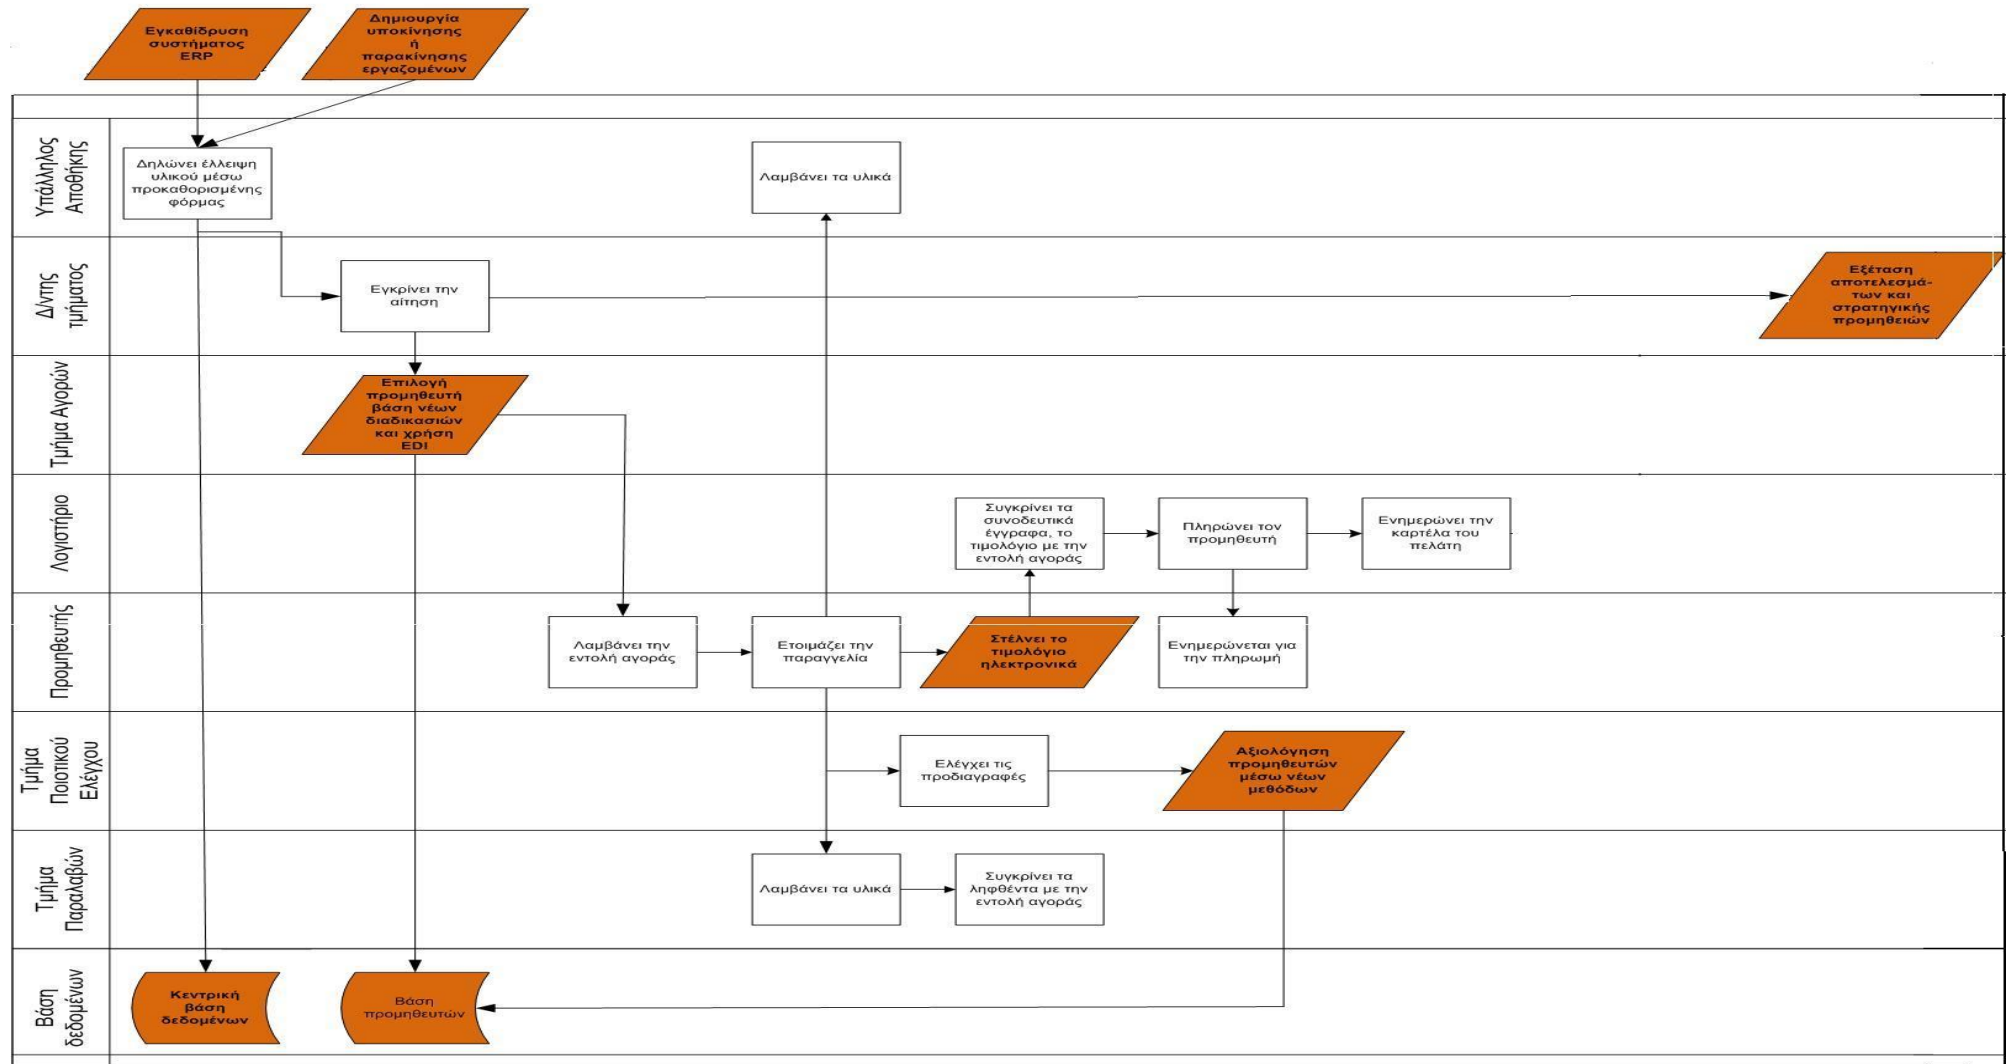 Εγκαθίδρυση
συστήματος
ERP
Δημιουργία
υποκίνησης
ή
παρακίνησης
εργαζομένων
Υπάλληλος
Αποθήκης
Δηλώνει έλλειψη
υλικού μέσω
προκαθορισμένης
φόρμας
Λαμβάνει τα υλικά
Δ/ντης
τμήματος
Εγκρίνει την
αίτηση
Εξέταση
αποτελεσμά-
των και
στρατηγικής
προμηθειών
Τμήμα Αγορών
Επιλογή
προμηθευτή
βάση νέων
διαδικασιών
και χρήση
EDI
Λογιστήριο
Συγκρίνει τα
συνοδευτικά
έγγραφα, το
τιμολόγιο με την
εντολή αγοράς
Πληρώνει τον
προμηθευτή
Ενημερώνει την
καρτέλα του
πελάτη
Προμηθευτής
Λαμβάνει την
εντολή αγοράς
Ετοιμάζει την
παραγγελία
Στέλνει το
τιμολόγιο
ηλεκτρονικά
Ενημερώνεται για
την πληρωμή
Τμήμα
Ποιοτικού
Ελέγχου
Ελέγχει τις
προδιαγραφές
Αξιολόγηση
προμηθευτών
μέσω νέων
μεθόδων
Τμήμα
Παραλαβών
Λαμβάνει τα υλικά
Συγκρίνει τα
ληφθέντα με την
εντολή αγοράς
Βάση
δεδομένων
Κεντρική
βάση
δεδομένων
Βάση
προμηθευτών